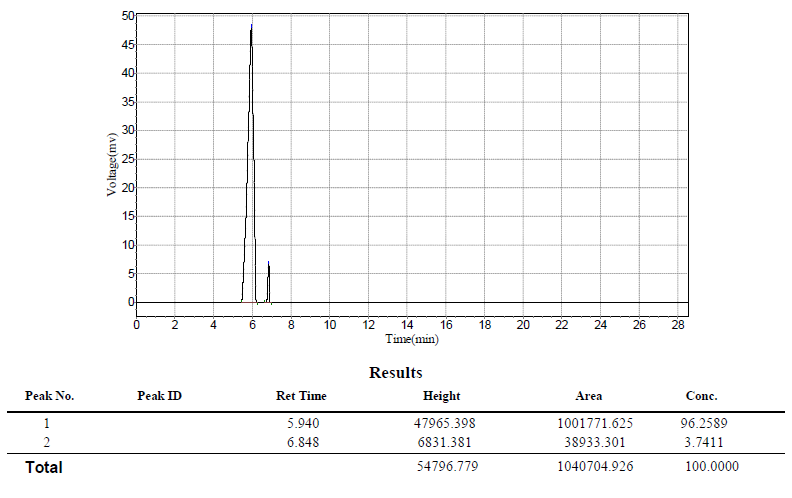 50
45
40
35
30
25
20
15
10
5
0
Voltage(mv)
0 2 4 6 8 10 12 14 16 18 20 22 24 26 28
Time(min)
Results
Peak No. Peak ID Ret Time Height Area Conc.
1 5.940 47965.398 1001771.625 96.2589
2 6.848 6831.381 38933.301 3.7411
Total 54796.779 1040704.926 100.0000